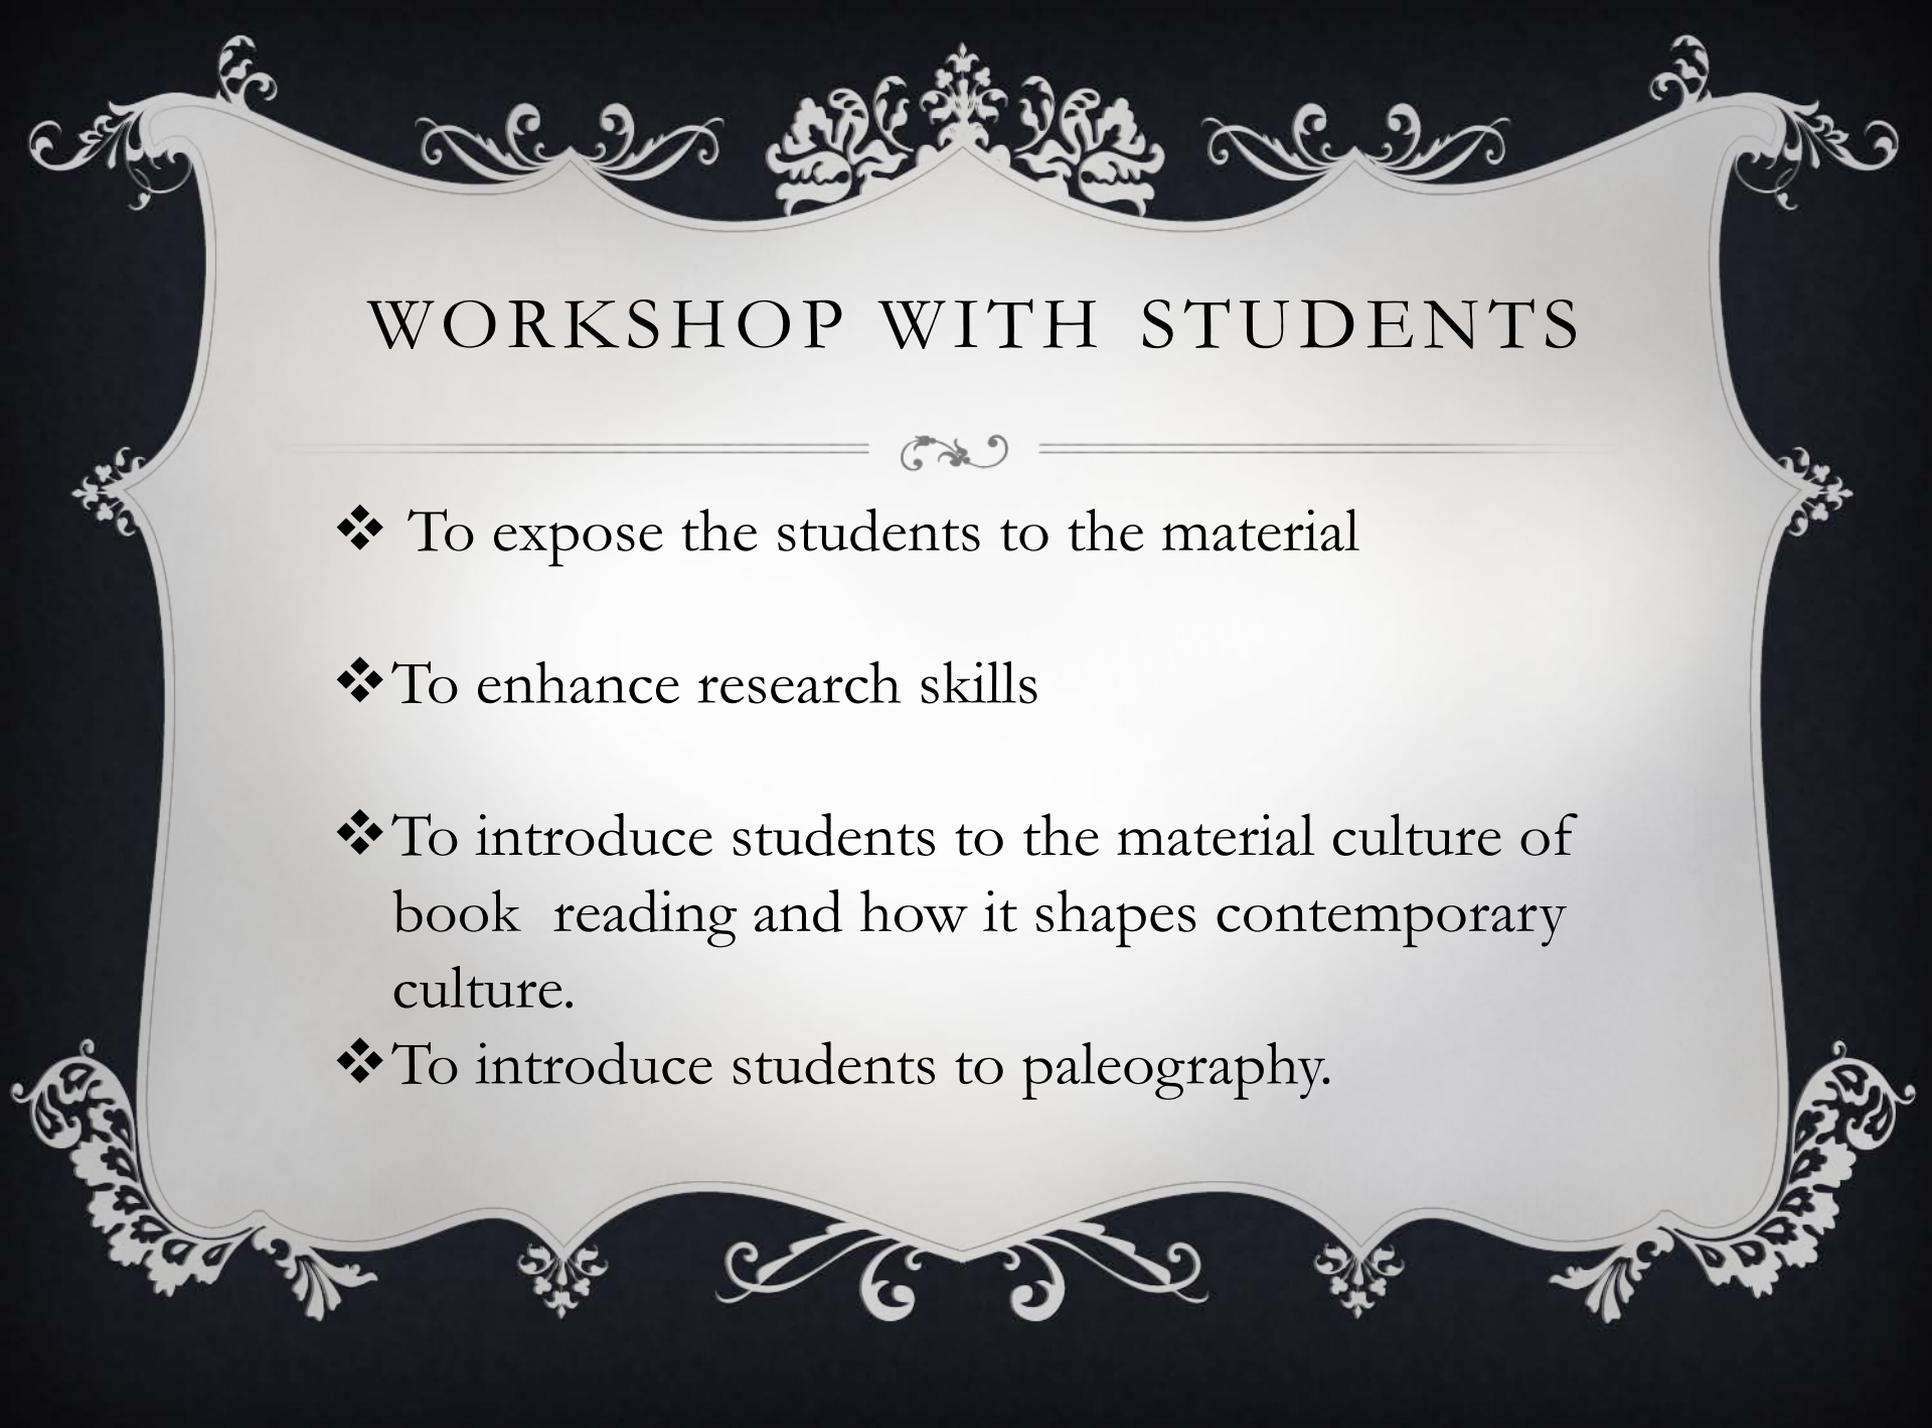 WORKSHOP WITH STUDENTS
❖ To expose the students to the material
❖To enhance research skills
❖To introduce students to the material culture of
book  reading and how it shapes contemporary
culture.
❖To introduce students to paleography.